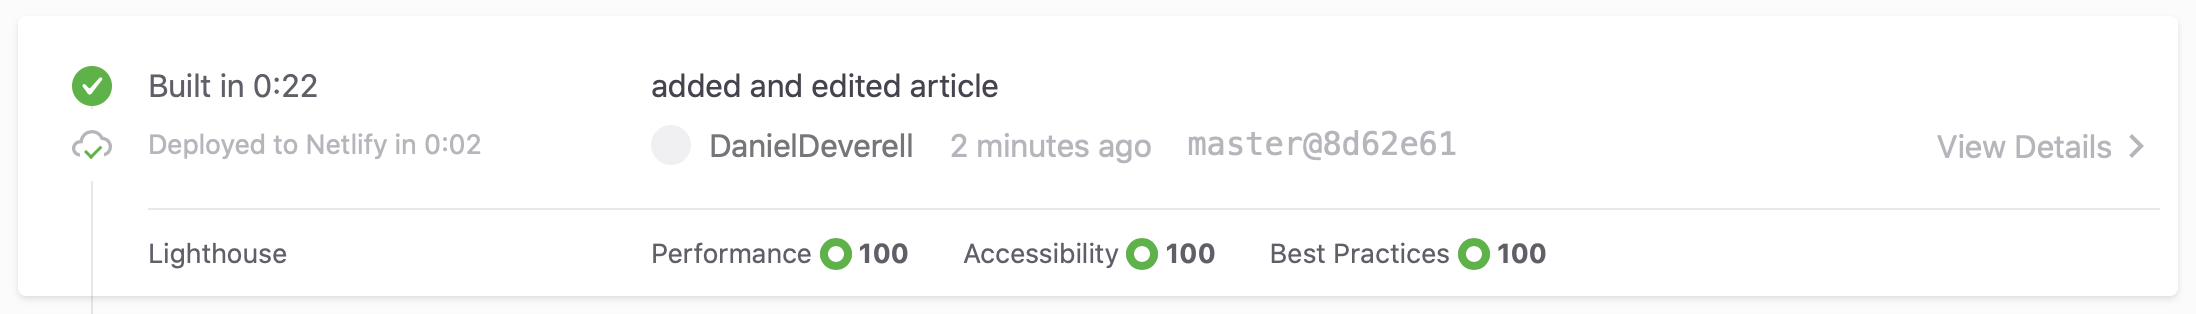 Built in 0:22
Deployed to Netlify in 0:02
added and edited article
DanielDeverell 2 minutes ago master@8d62e61
View Details
Lighthouse
Performance 100 Accessibility 100 Best Practices 100